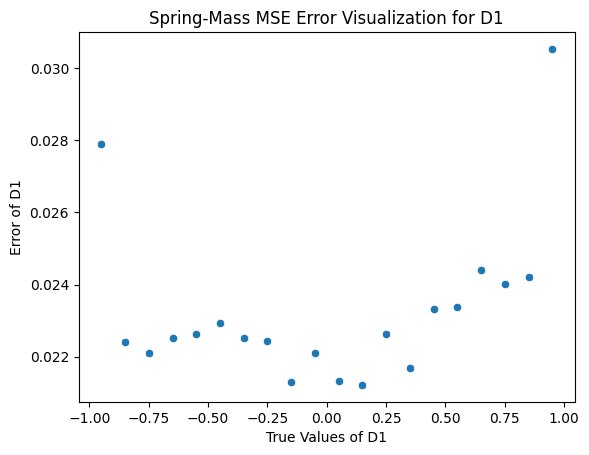 Spring-Mass MSE Error Visualization for D1
0.030
0.028
0.026
0.024
0.022
Error of D1
−1.00 −0.75 −0.50 −0.25 0.00 0.25 0.50 0.75 1.00
True Values of D1